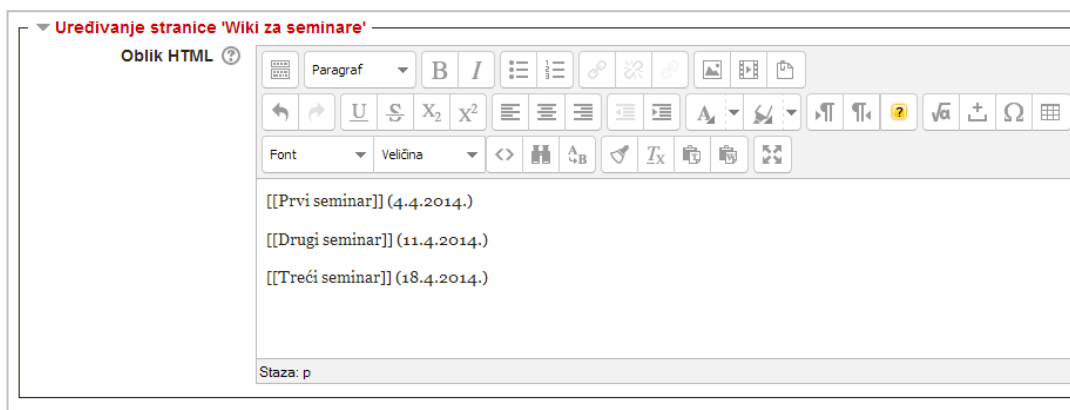 Uređivanje stranice 'Wiki za seminare'
Oblik HTML
Paragraf
Font Veličina
[[Prvi seminar]] (4.4.2014.)
[[Drugi seminar]] (11.4.2014.)
[[Treći seminar]] (18.4.2014.)
Staza: p